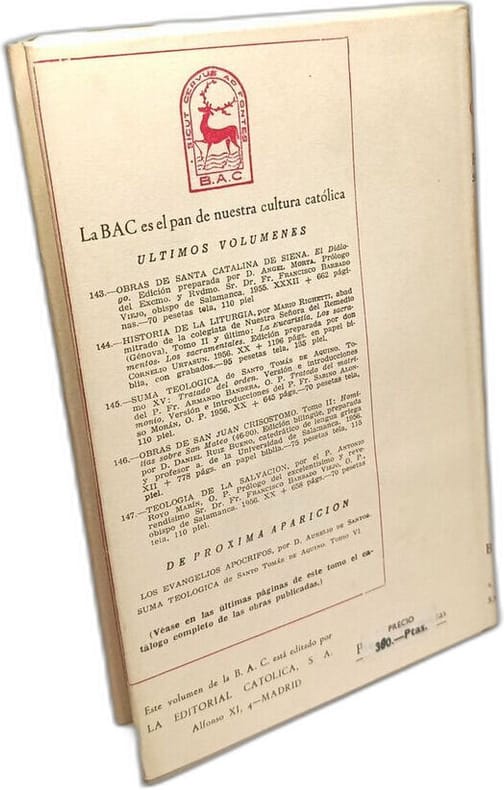 SICUT CERVUS AD FONTES
B.A.C
La BAC es el pan de nuestra cultura católica
ULTIMOS VOLUMENES
143.—OBRAS DE SANTA CATALINA DE SIENA. El Diálo-
go. Edición preparada por D. ANGEL MORTA. Prólogo
del Excmo. y Rvdmo. Sr. Dr. Fr. FRANCISCO BARBADO
VIEJO, obispo de Salamanca. 1955. XXXII + 662 pági-
nas.—70 pesetas tela, 110 piel
144.—HISTORIA DE LA LITURGIA, por MARIO RIGHETTI, abad
mitrado de la colegiata de Nuestra Señora del Remedio
(Génova). Tomo II y último: La Eucaristía. Los sacra-
mentos. Los sacramentales. Edición preparada por don
CORNELIO URTASUN. 1956. XX + 1196 págs. en papel bi-
blia, con grabados.—95 pesetas tela, 135 piel.
145.—SUMA TEOLOGICA DE SANTO TOMÁS DE AQUINO. To-
mo XV: Tratado del orden. Versión e introducciones
del P. Fr. ARMANDO BANDERA, O. P. Tratado del matri-
monio. Versión e introducciones del P. Fr. SABINO ALON-
SO MORÁN, O. P. 1956. XX + 645 págs.—70 pesetas tela,
110 piel.
146.—OBRAS DE SAN JUAN CRISOSTOMO. Tomo II: Homi-
lías sobre San Mateo (46-90). Edición bilingüe, preparada
por D. DANIEL RUIZ BUENO, catedrático de lengua griega
y profesor a. de la Universidad de Salamanca. 1956.
XII + 778 págs. en papel biblia.—75 pesetas tela, 115
piel.
147.—TEOLOGIA DE LA SALVACION, por el P. ANTONIO
ROYO MARÍN, O. P. Prólogo del excelentísimo y reve-
rendísimo Sr. Dr. Fr. FRANCISCO BARBADO VIEJO, O. P.,
obispo de Salamanca. 1956. XX + 658 págs.—70 pesetas
tela, 110 piel.
DE PROXIMA APARICION
LOS EVANGELIOS APOCRIFOS, por D. AURELIO DE SANTOS.
SUMA TEOLOGICA de SANTO TOMÁS DE AQUINO. Tomo VI
(Véase en las últimas páginas de este tomo el ca-
tálogo completo de las obras publicadas.)
Este volumen de la B. A. C. está editado por
LA EDITORIAL CATOLICA, S. A.
Alfonso XI, 4—MADRID
PRECIO
380.—Ptas.